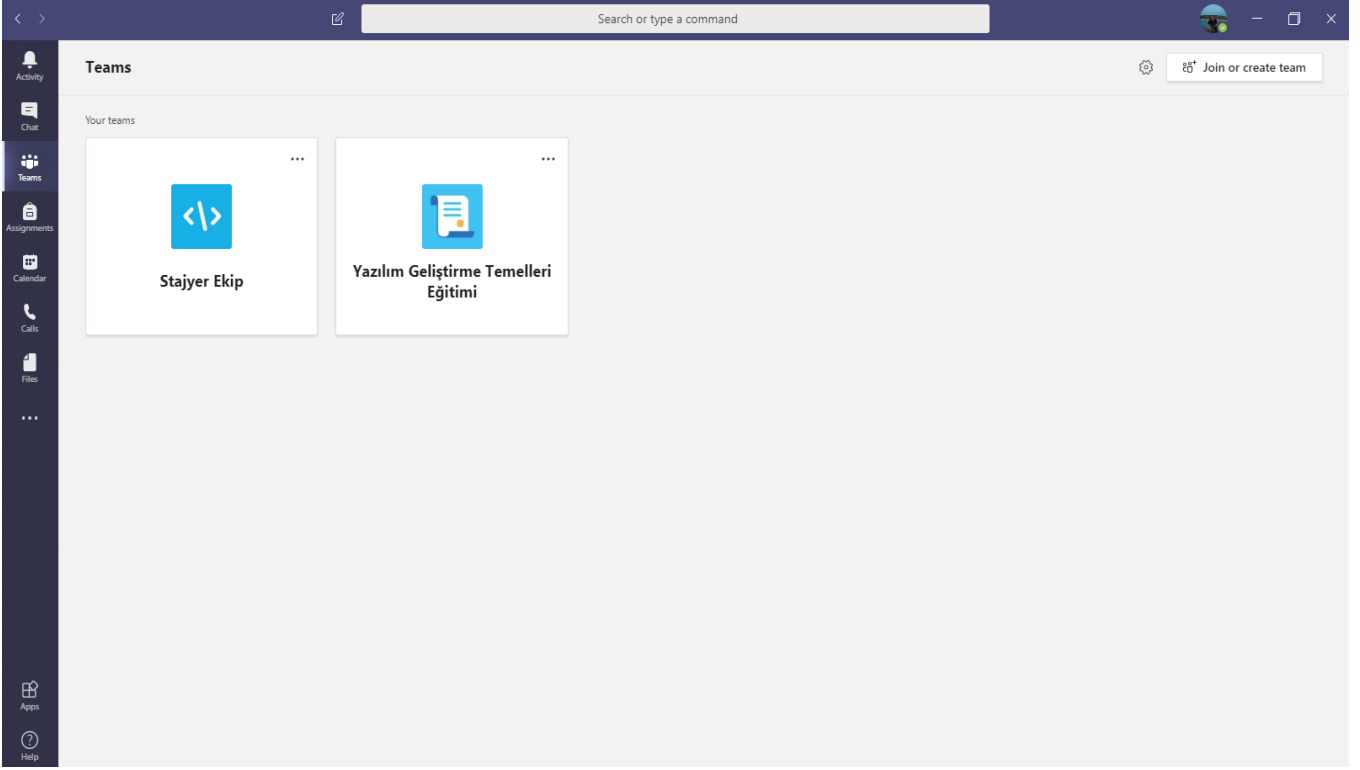 Search or type a command
Activity
Chat
Teams
Assignments
Calendar
Calls
Files
Apps
Help
Teams
Join or create team
Your teams
Stajyer Ekip
Yazılım Geliştirme Temelleri
Eğitimi